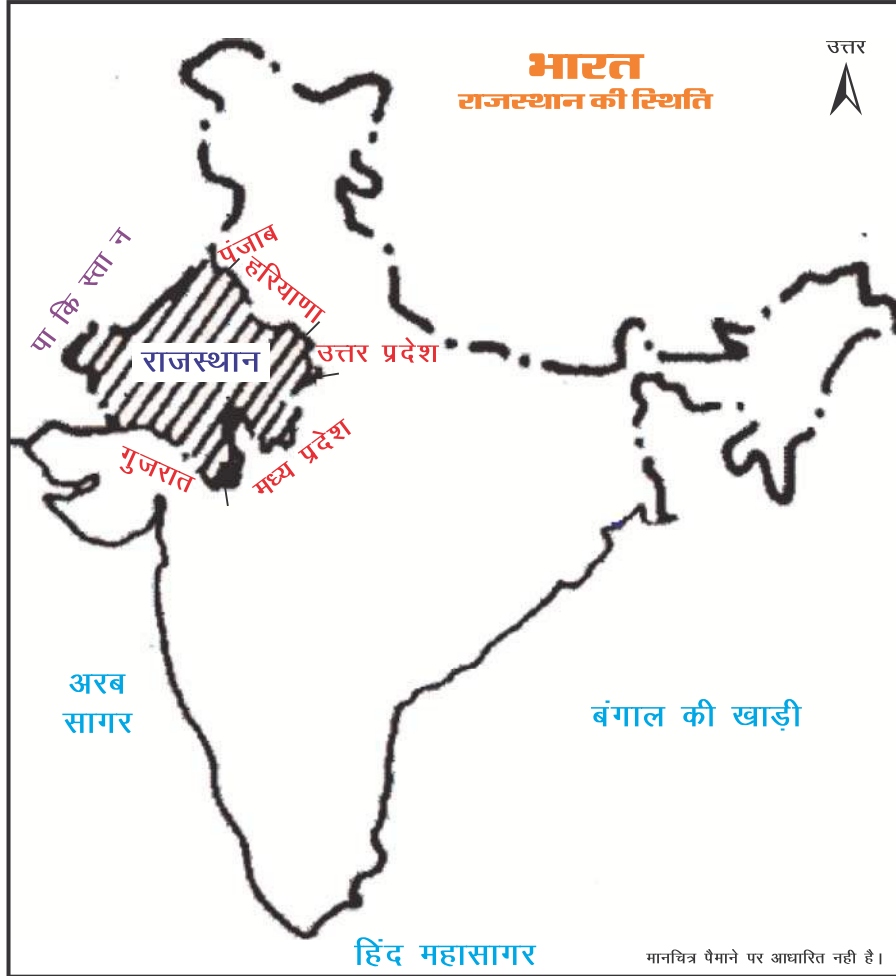 भारत
राजस्थान की स्थिति
उत्तर
पाकिस्तान
पंजाब
हरियाणा
राजस्थान
उत्तर प्रदेश
गुजरात
मध्य प्रदेश
अरब
सागर
बंगाल की खाड़ी
हिंद महासागर
मानचित्र पैमाने पर आधारित नही है।